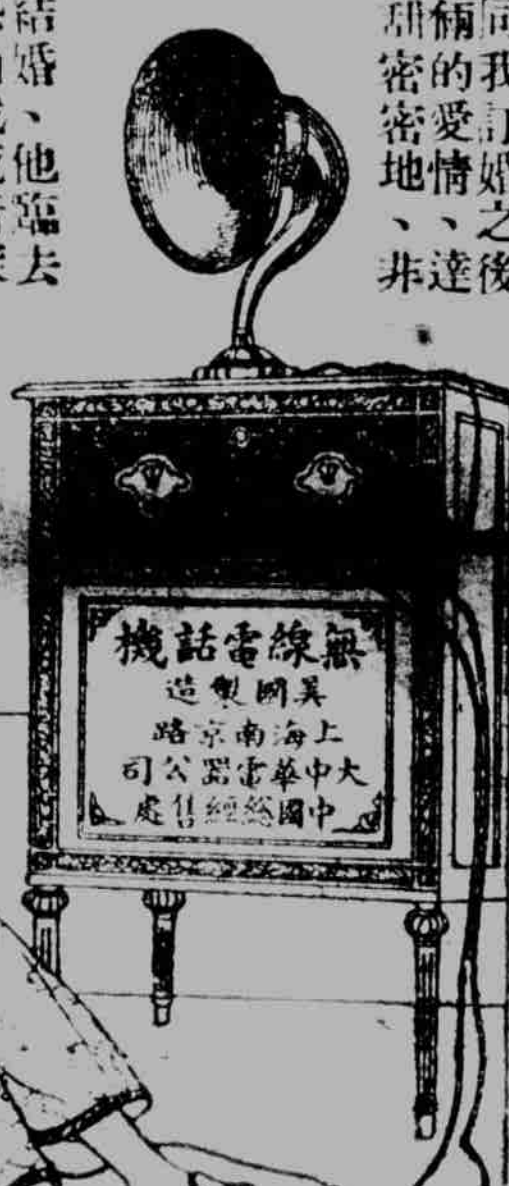 同我訂婚之後
倆的愛情、達
甜密密地、非
結婚、他臨去
無線電話機
美國製造
上海南京路
大中華電器公司
中國総經售處